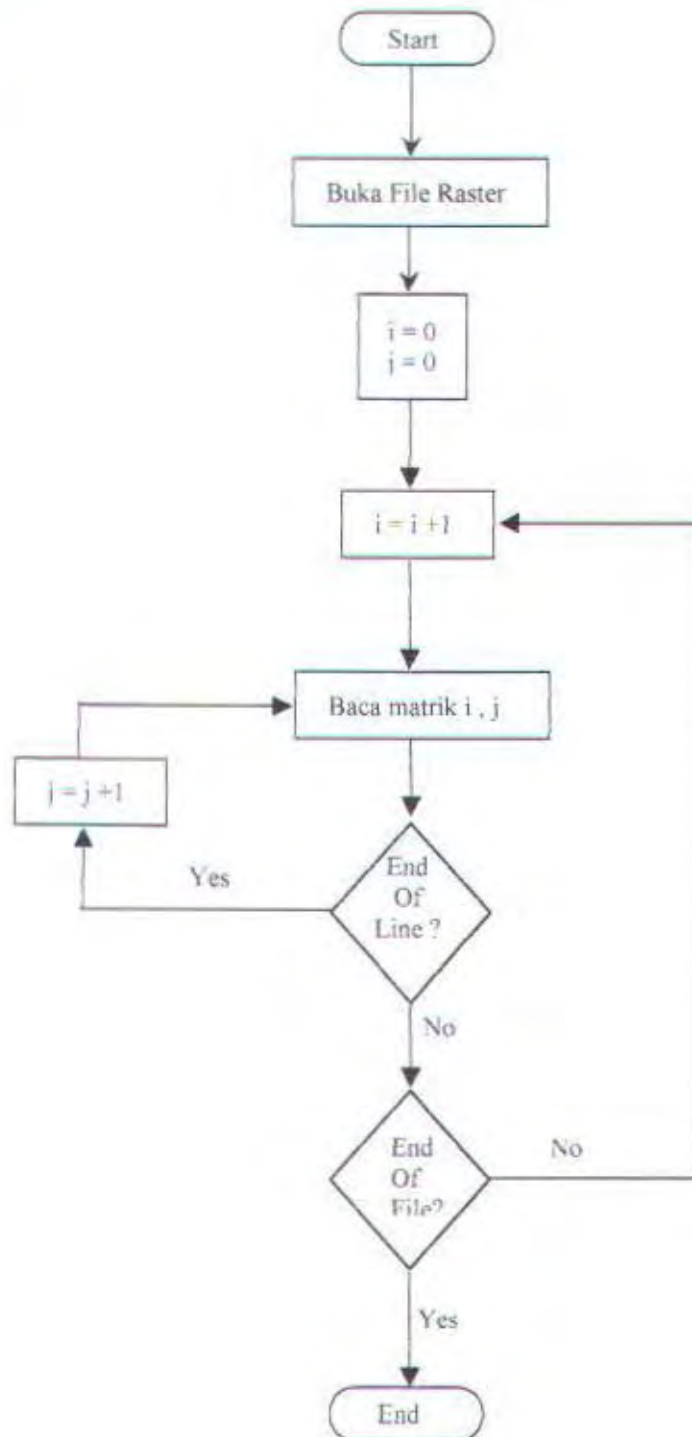 Start
Buka File Raster
i = 0
j = 0
i = i +1
Baca matrik i , j
j = j +1
Yes
End
Of
Line ?
No
End
Of
File?
No
Yes
End